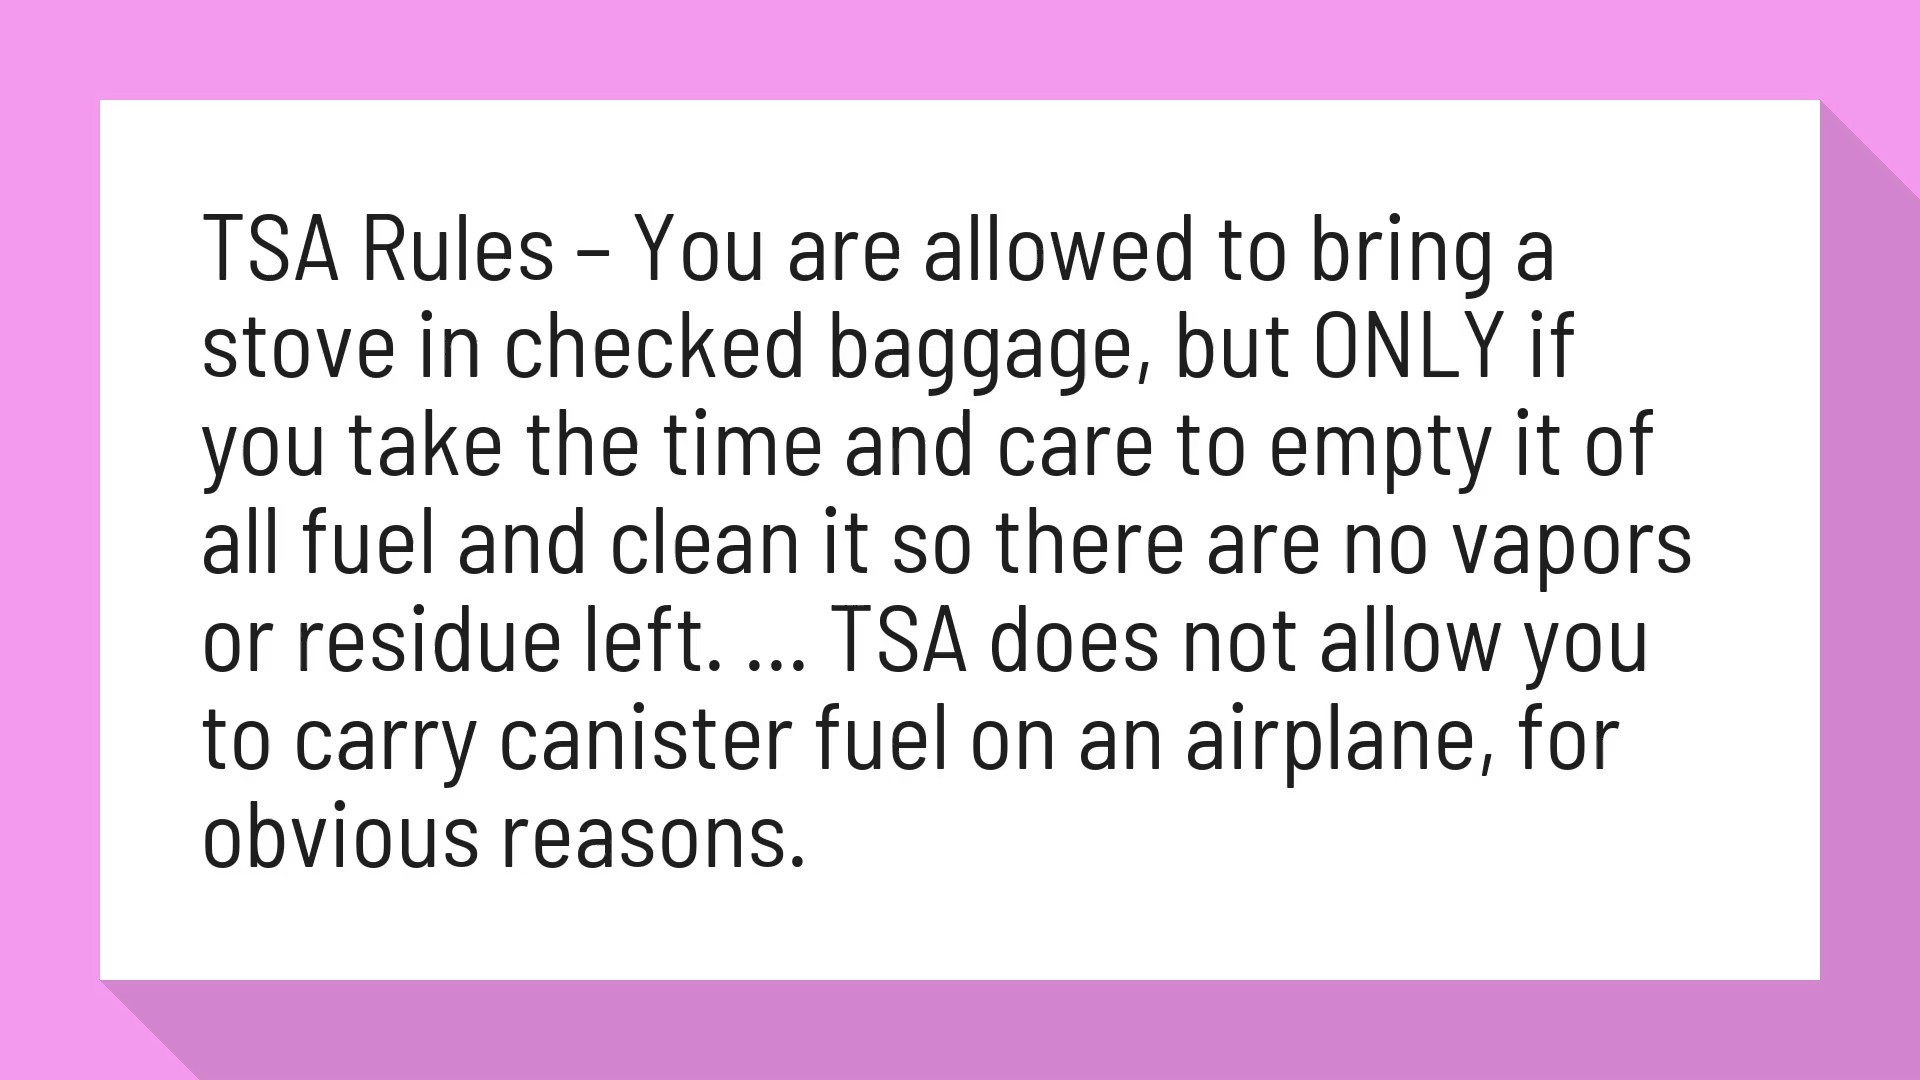 TSA Rules – You are allowed to bring a
stove in checked baggage, but ONLY if
you take the time and care to empty it of
all fuel and clean it so there are no vapors
or residue left. ... TSA does not allow you
to carry canister fuel on an airplane, for
obvious reasons.